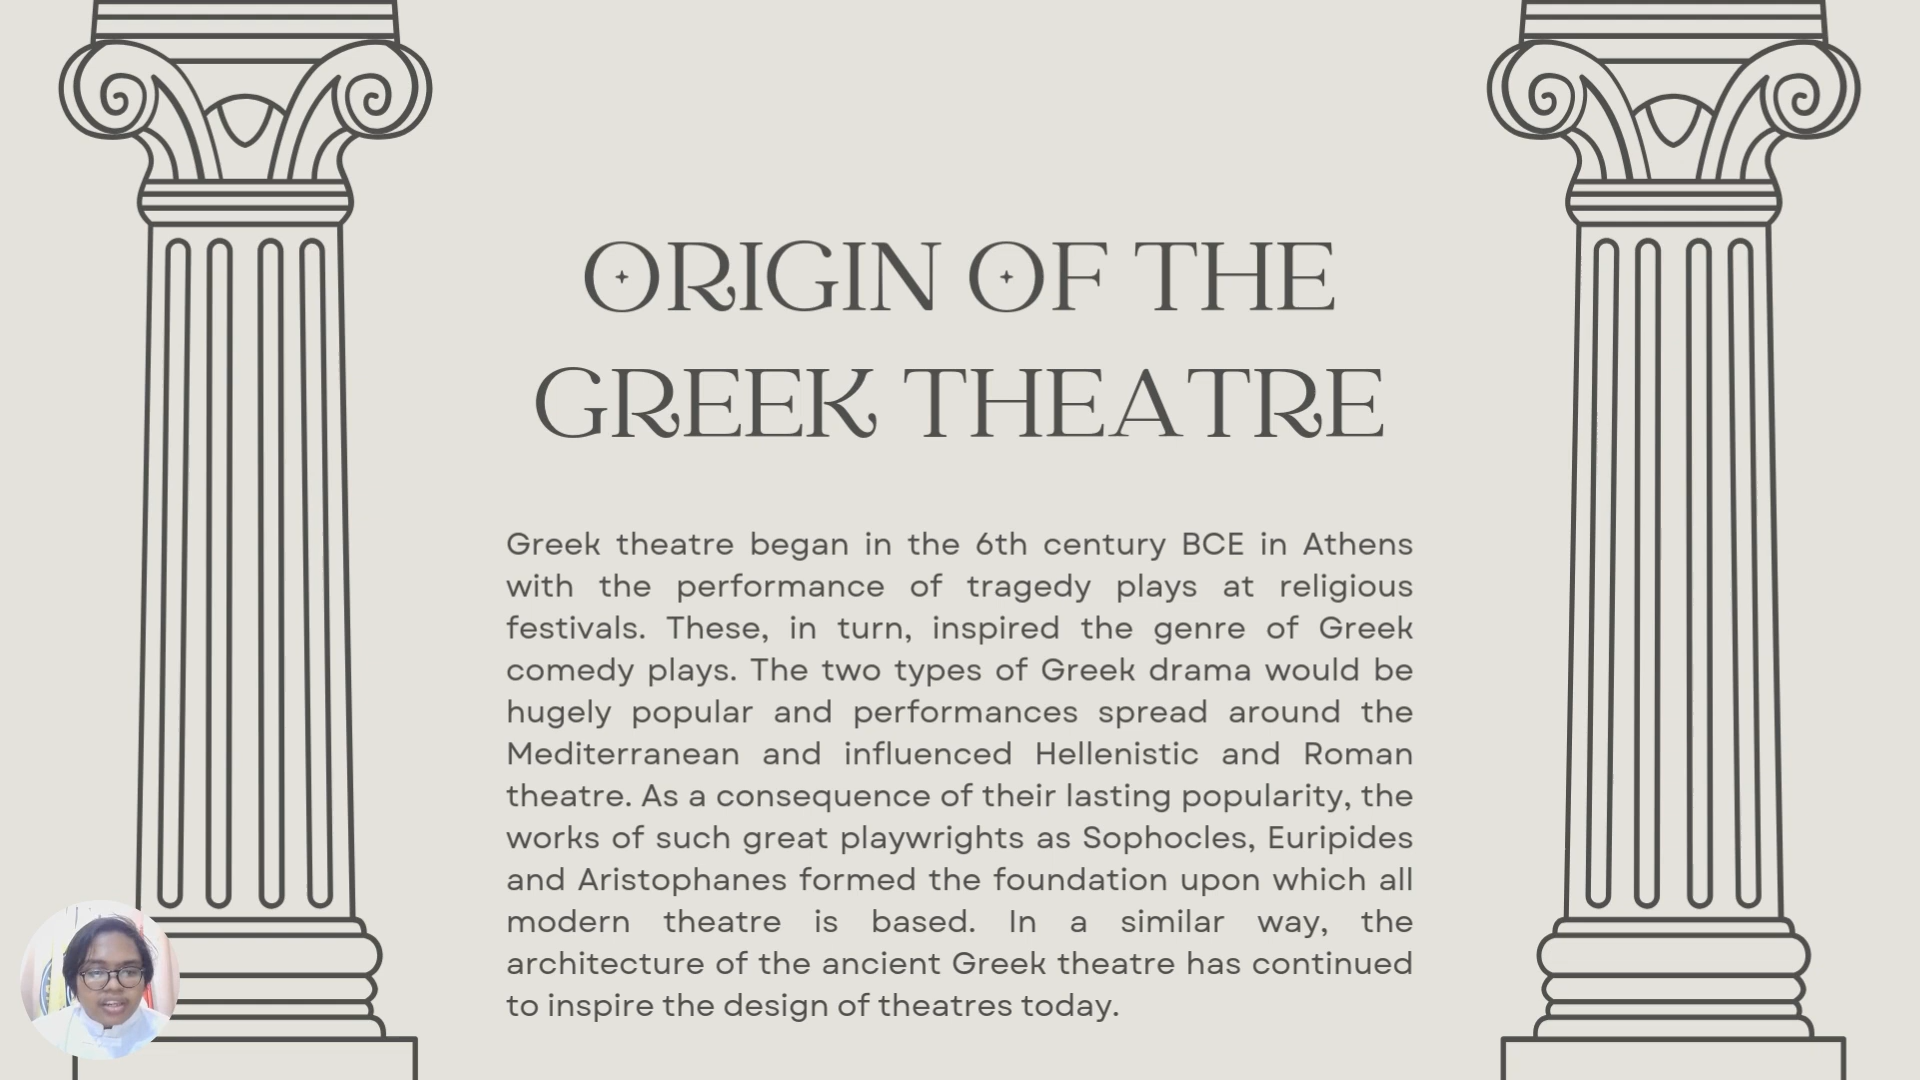 ORIGIN OF THE
GREEK THEATRE
Greek theatre began in the 6th century BCE in Athens
with the performance of tragedy plays at religious
festivals. These, in turn, inspired the genre of Greek
comedy plays. The two types of Greek drama would be
hugely popular and performances spread around the
Mediterranean and influenced Hellenistic and Roman
theatre. As a consequence of their lasting popularity, the
works of such great playwrights as Sophocles, Euripides
and Aristophanes formed the foundation upon which all
modern theatre is based. In a similar way, the
architecture of the ancient Greek theatre has continued
to inspire the design of theatres today.